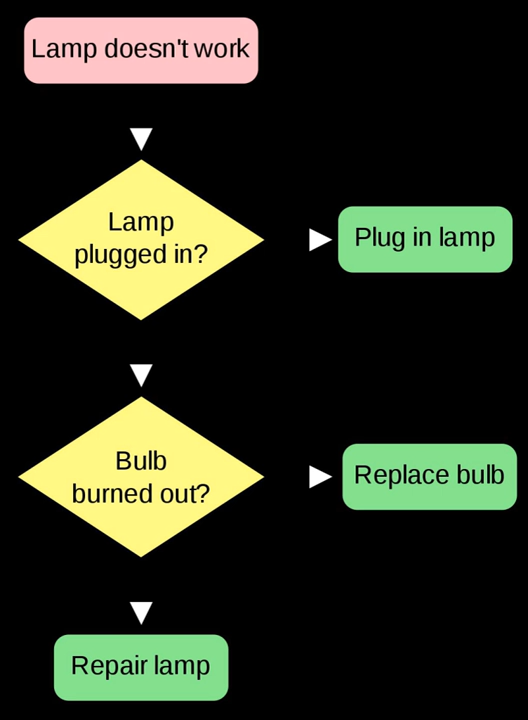 Lamp doesn't work
Lamp
plugged in?
Plug in lamp
Bulb
burned out?
Replace bulb
Repair lamp